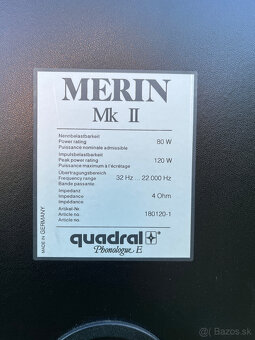 MERIN
Mk II
Nennbelastbarkeit
Power rating 80 W
Puissance nominale admissible
Impulsbelastbarkeit
Peak power rating 120 W
Puissance maximum à l'écrêtage
Übertragungsbereich
Frequency range 32 Hz ... 22 000 Hz
Bande passante
Impedanz
Impedance 4 Ohm
Impédance
Artikel-Nr.
Article no. 180120-1
Article no.
quadral
Phonologue E
MADE IN GERMANY
© Bazos.sk